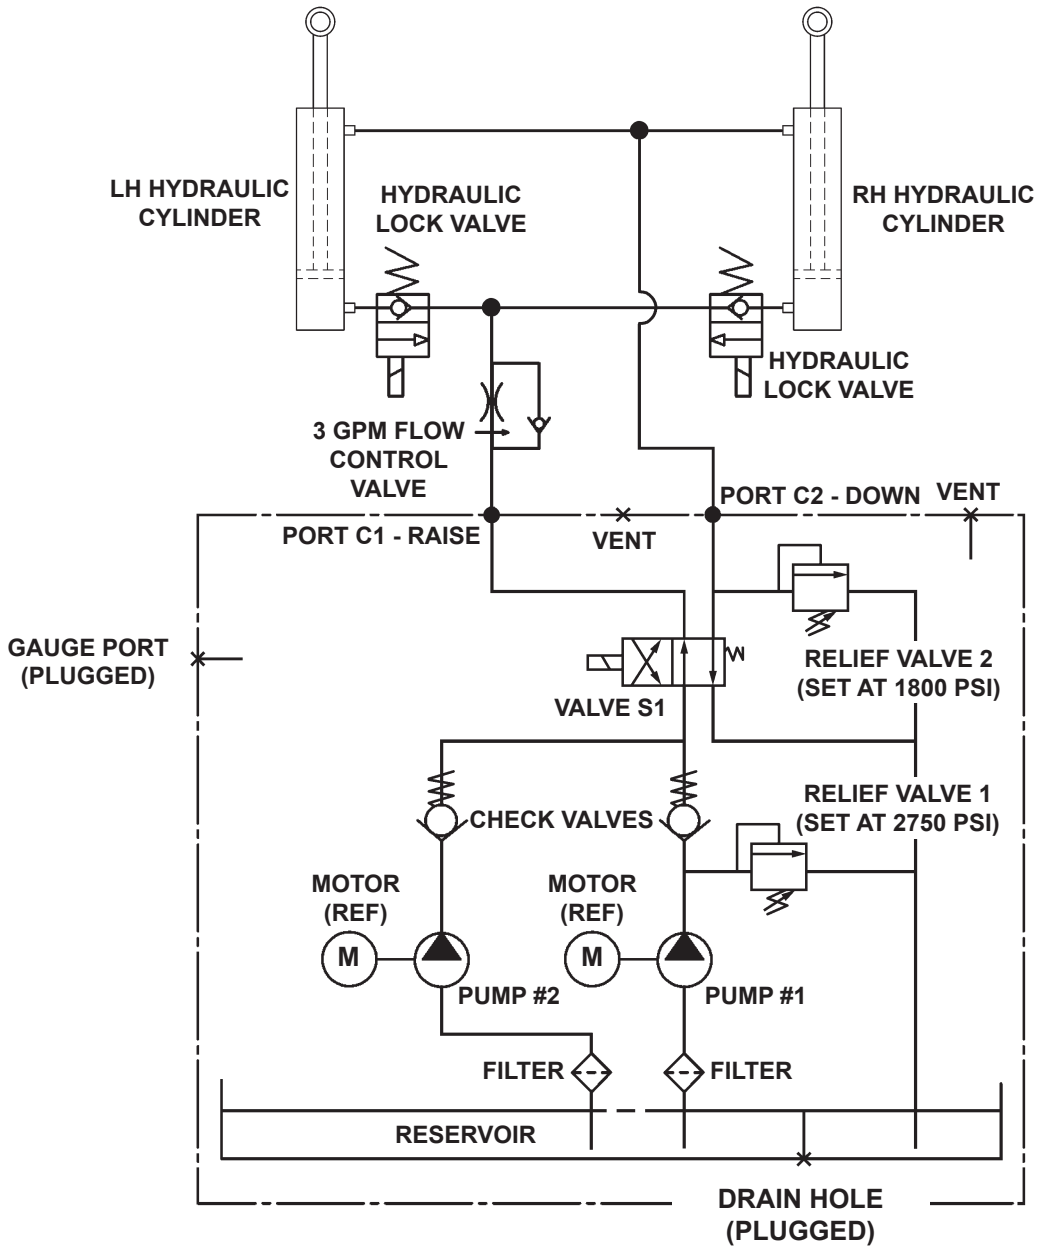 LH HYDRAULIC
CYLINDER
HYDRAULIC
LOCK VALVE
RH HYDRAULIC
CYLINDER
HYDRAULIC
LOCK VALVE
3 GPM FLOW
CONTROL
VALVE
PORT C2 - DOWN
VENT
PORT C1 - RAISE
VENT
GAUGE PORT
(PLUGGED)
RELIEF VALVE 2
(SET AT 1800 PSI)
VALVE S1
RELIEF VALVE 1
(SET AT 2750 PSI)
CHECK VALVES
MOTOR
(REF)
M
MOTOR
(REF)
M
PUMP #2
PUMP #1
FILTER
FILTER
RESERVOIR
DRAIN HOLE
(PLUGGED)